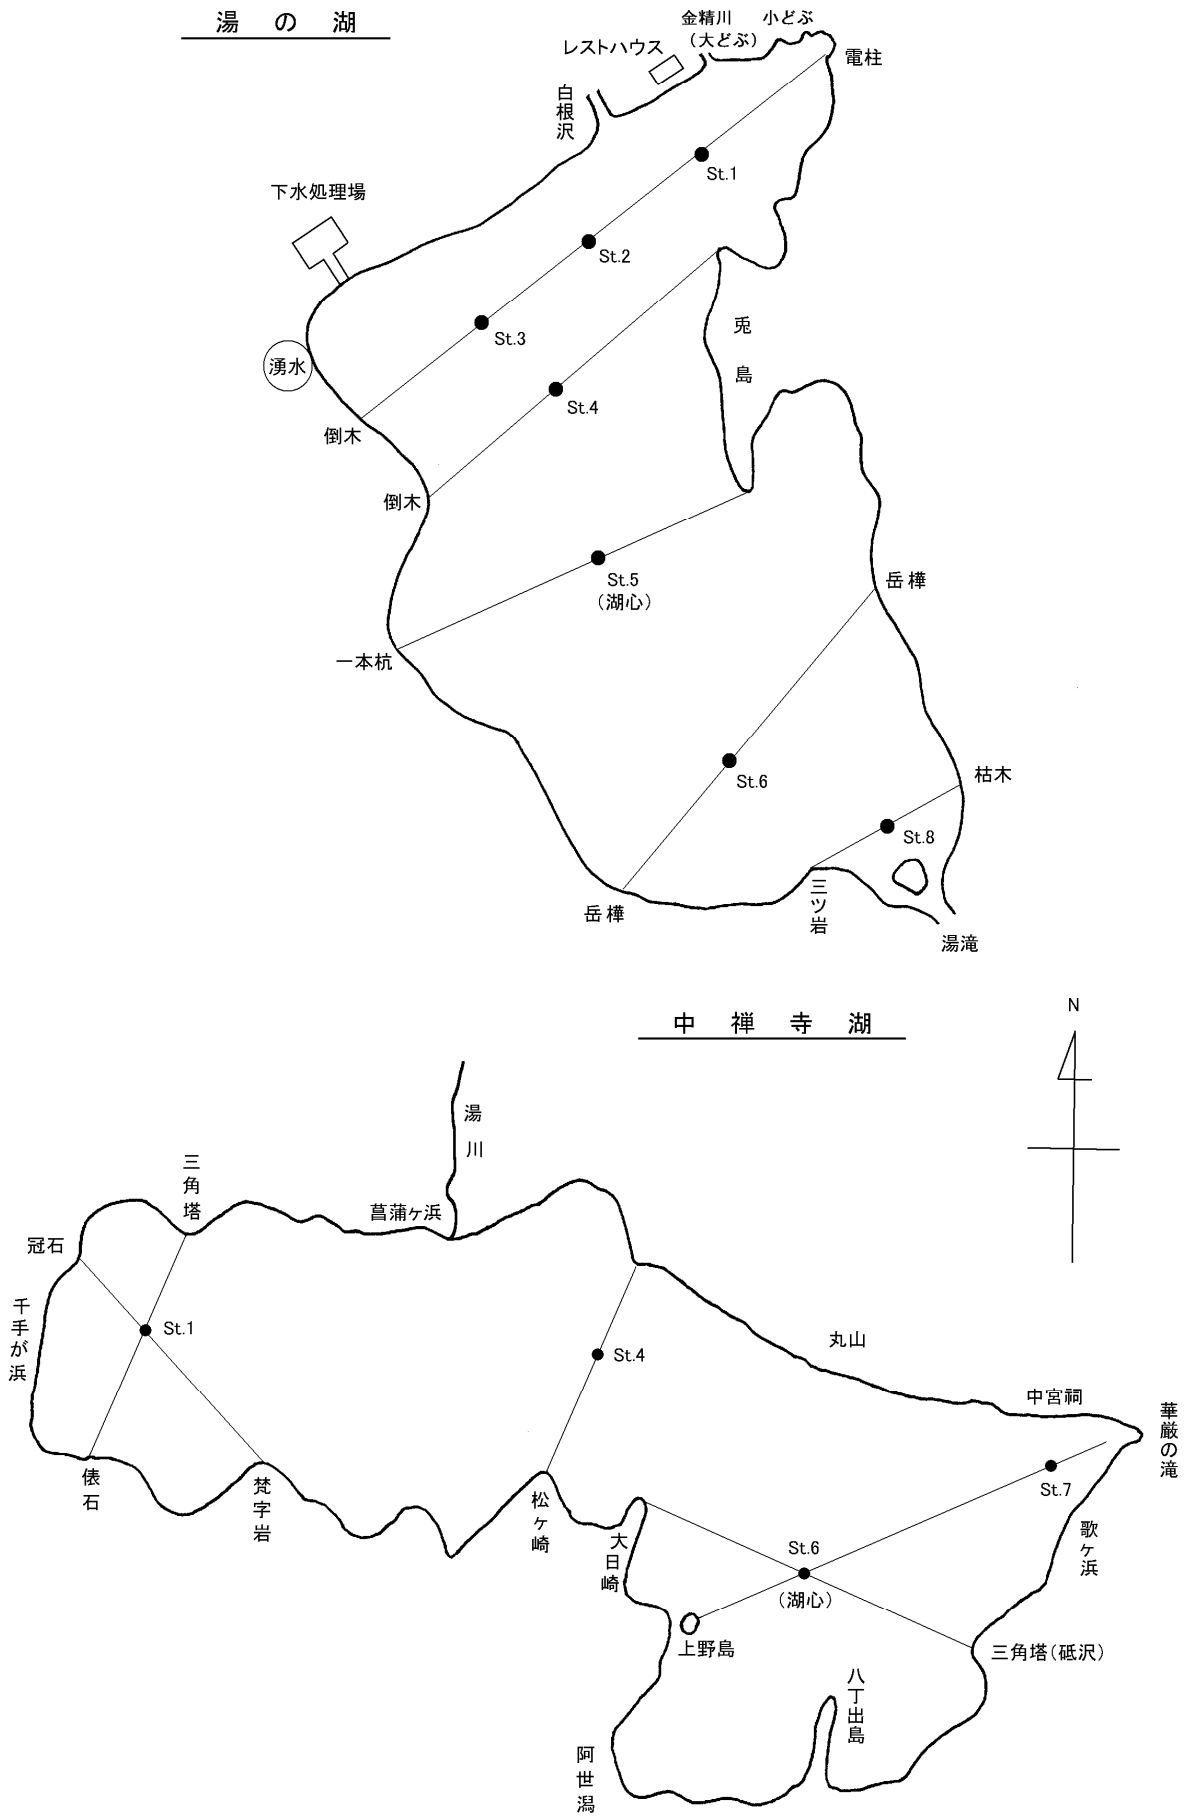 湯の湖
金精川
（大どぶ）
小どぶ
レストハウス
電柱
白根沢
St.1
下水処理場
St.2
兎島
St.3
湧水
St.4
倒木
倒木
St.5
（湖心）
岳樺
一本杭
St.6
枯木
St.8
岳樺
三ツ岩
湯滝
中禅寺湖
N
湯川
三角塔
菖蒲ヶ浜
冠石
千手が浜
St.1
St.4
丸山
中宮祠
華厳の滝
俵石
梵字岩
松ヶ崎
大日崎
St.7
歌ヶ浜
St.6
（湖心）
上野島
三角塔（砥沢）
八丁出島
阿世潟